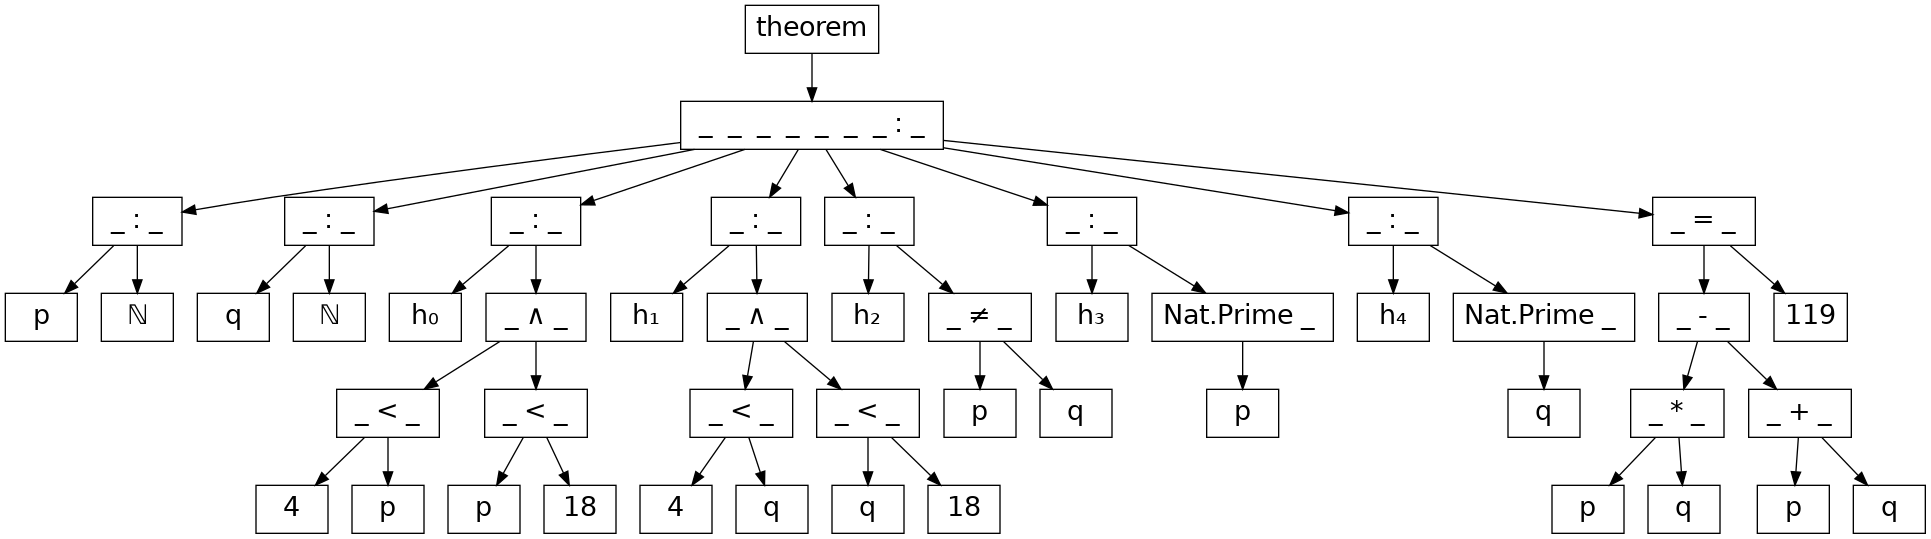 theorem
_ _ _ _ _ _ _ : _
_ : _ _ : _ _ : _ _ : _ _ : _ _ : _ _ : _ _ = _
p ℕ q ℕ h₀ _ ∧ _ h₁ _ ∧ _ h₂ _ ≠ _ h₃ Nat.Prime _ h₄ Nat.Prime _ _ - _ 119
_ < _ _ < _ _ < _ _ < _ p q p q _ * _ _ + _
4 p p 18 4 q q 18 p q p q